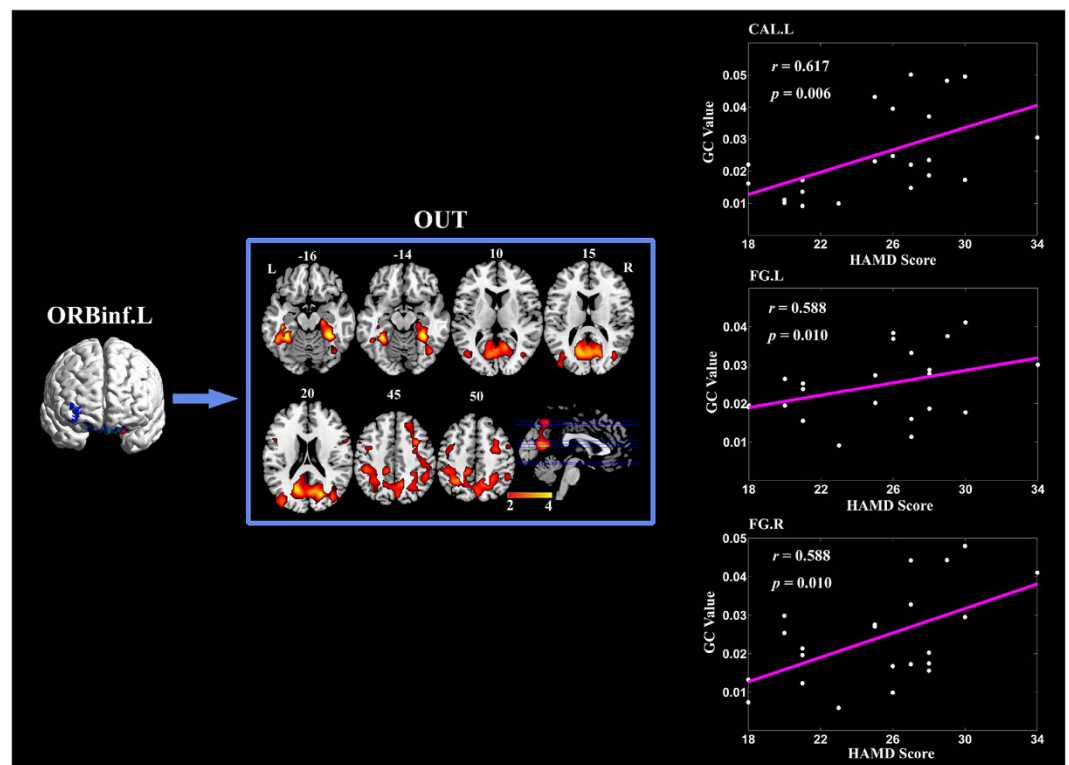 ORBinf.L
OUT
L -16 -14 10 15 R
20 45 50
2 4
CAL.L
r = 0.617
p = 0.006
GC Value
0.05
0.04
0.03
0.02
0.01
18 22 26 30 34
HAMD Score
FG.L
r = 0.588
p = 0.010
GC Value
0.04
0.03
0.02
0.01
18 22 26 30 34
HAMD Score
FG.R
r = 0.588
p = 0.010
GC Value
0.05
0.04
0.03
0.02
0.01
18 22 26 30 34
HAMD Score